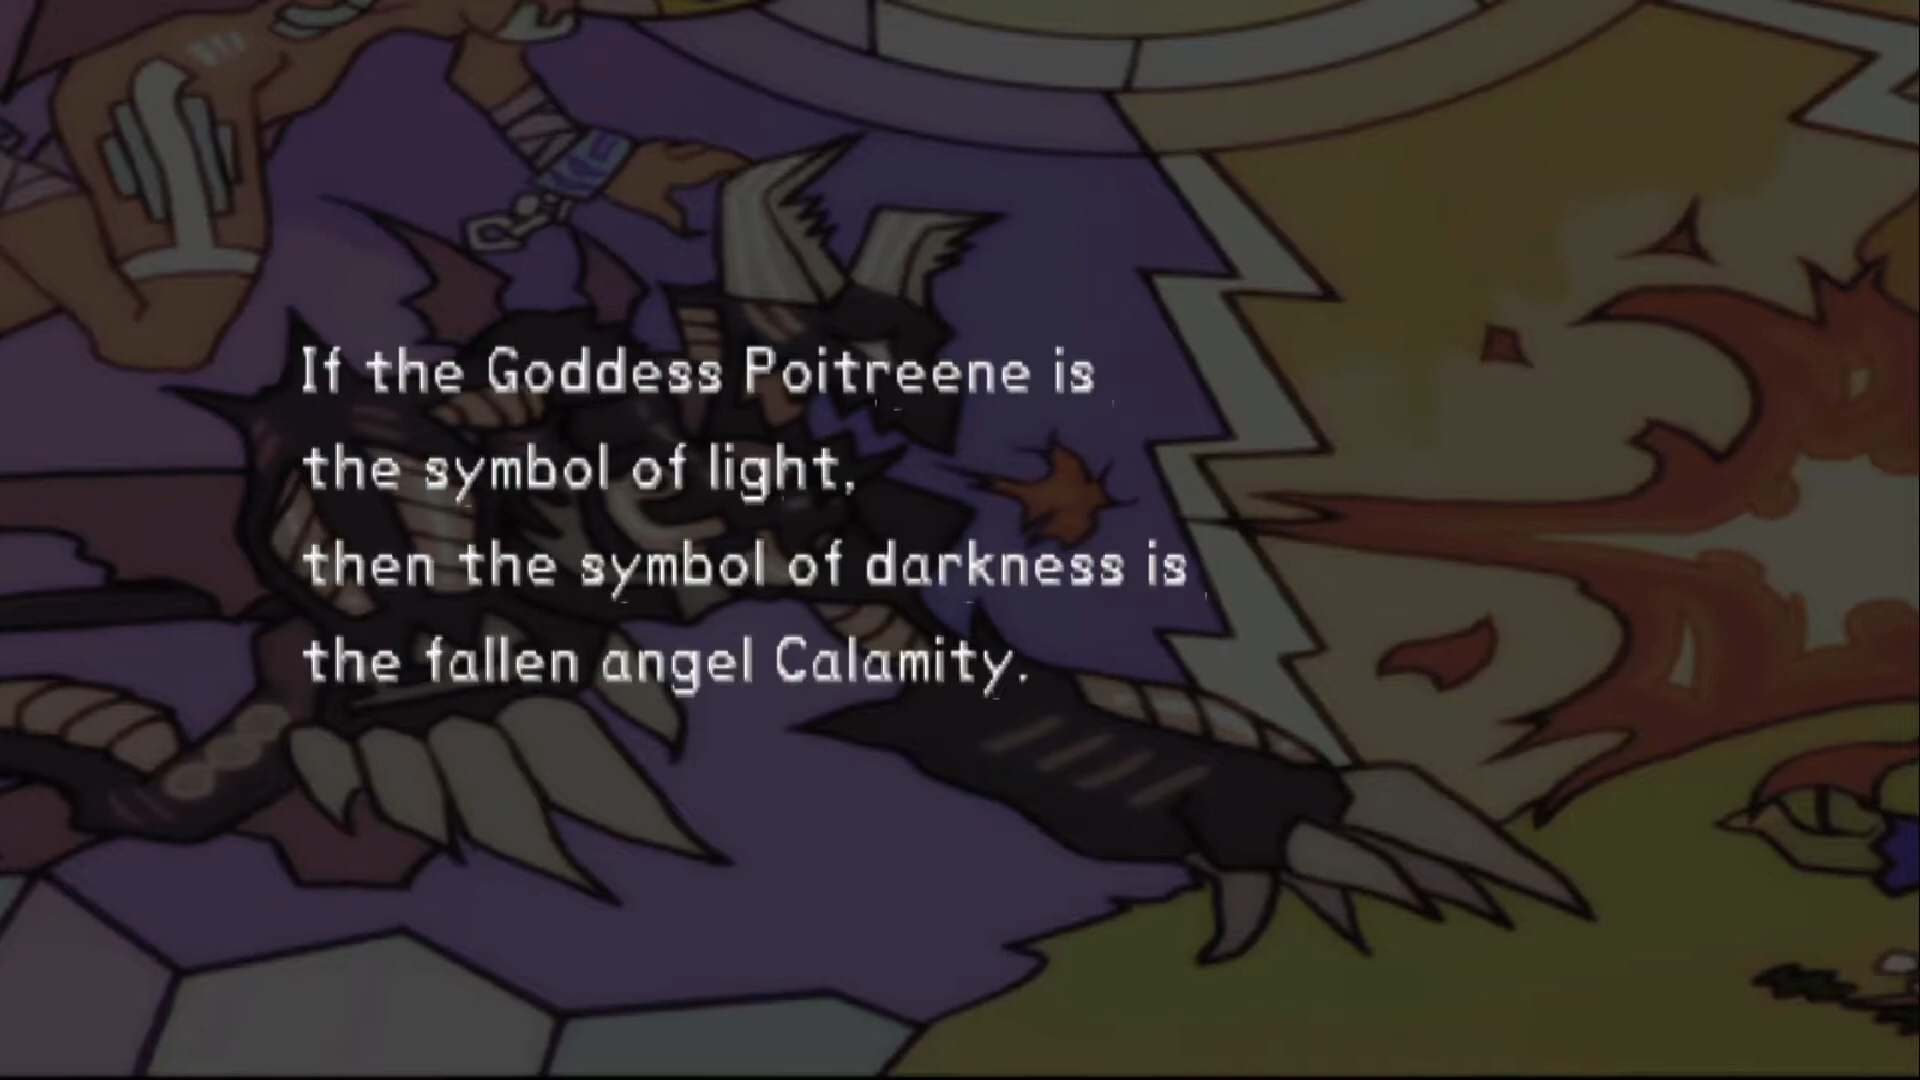 If the Goddess Poitreene is
the symbol of light,
then the symbol of darkness is
the fallen angel Calamity.